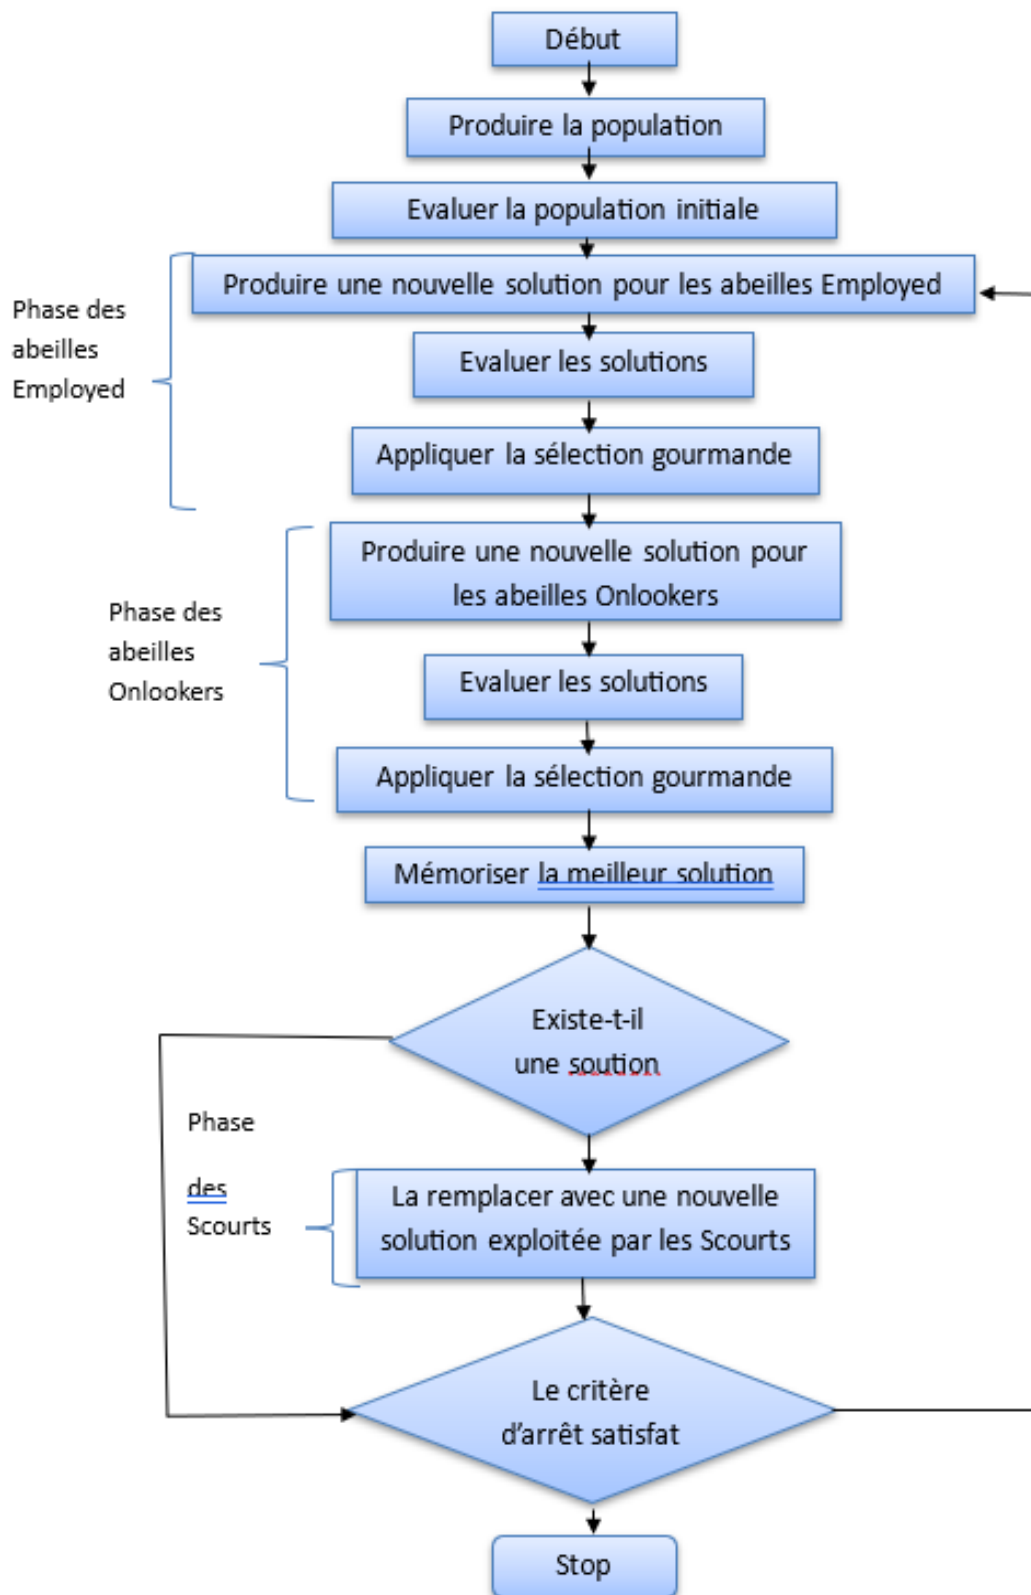 Début
Produire la population
Evaluer la population initiale
Produire une nouvelle solution pour les abeilles Employed
Phase des
abeilles
Employed
Evaluer les solutions
Appliquer la sélection gourmande
Produire une nouvelle solution pour
les abeilles Onlookers
Phase des
abeilles
Onlookers
Evaluer les solutions
Appliquer la sélection gourmande
Mémoriser la meilleur solution
Existe-t-il
une soution
Phase
des
Scourts
La remplacer avec une nouvelle
solution exploitée par les Scourts
Le critère
d'arrêt satisfat
Stop